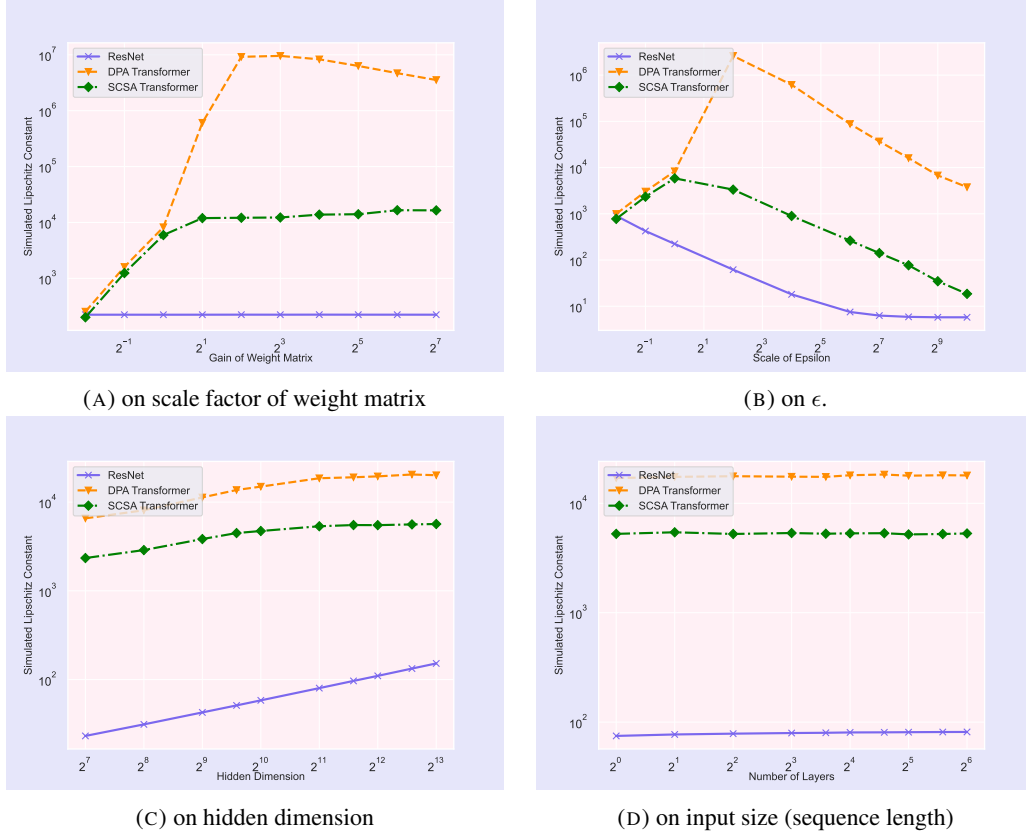 ResNet
DPA Transformer
SCSA Transformer
Simulated Lipschitz Constant
10^7
10^6
10^5
10^4
10^3
2^−1 2^1 2^3 2^5 2^7
Gain of Weight Matrix
(A) on scale factor of weight matrix
ResNet
DPA Transformer
SCSA Transformer
Simulated Lipschitz Constant
10^6
10^5
10^4
10^3
10^2
10^1
2^−1 2^1 2^3 2^5 2^7 2^9
Scale of Epsilon
(B) on ϵ.
ResNet
DPA Transformer
SCSA Transformer
Simulated Lipschitz Constant
10^4
10^3
10^2
2^7 2^8 2^9 2^10 2^11 2^12 2^13
Hidden Dimension
(C) on hidden dimension
ResNet
DPA Transformer
SCSA Transformer
Simulated Lipschitz Constant
10^4
10^3
10^2
2^0 2^1 2^2 2^3 2^4 2^5 2^6
Number of Layers
(D) on input size (sequence length)